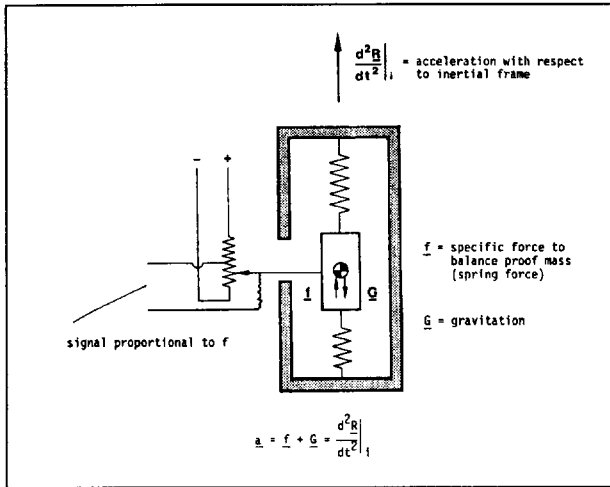 d²R
dt² | i = acceleration with respect
to inertial frame
- +
f = specific force to
balance proof mass
(spring force)
f G
G = gravitation
signal proportional to f
a = f + G = d²R
dt² | i